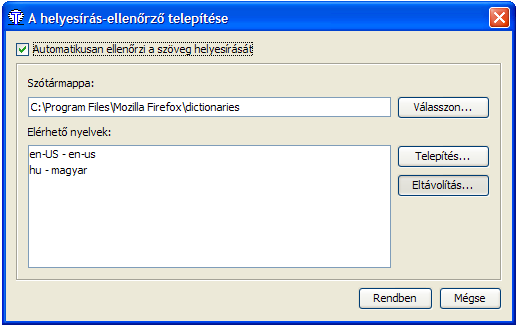 A helyesírás-ellenőrző telepítése
Automatikusan ellenőrzi a szöveg helyesírását
Szótármappa:
C:\Program Files\Mozilla Firefox\dictionaries
Válasszon...
Elérhető nyelvek:
en-US - en-us
hu - magyar
Telepítés...
Eltávolítás...
Rendben
Mégse